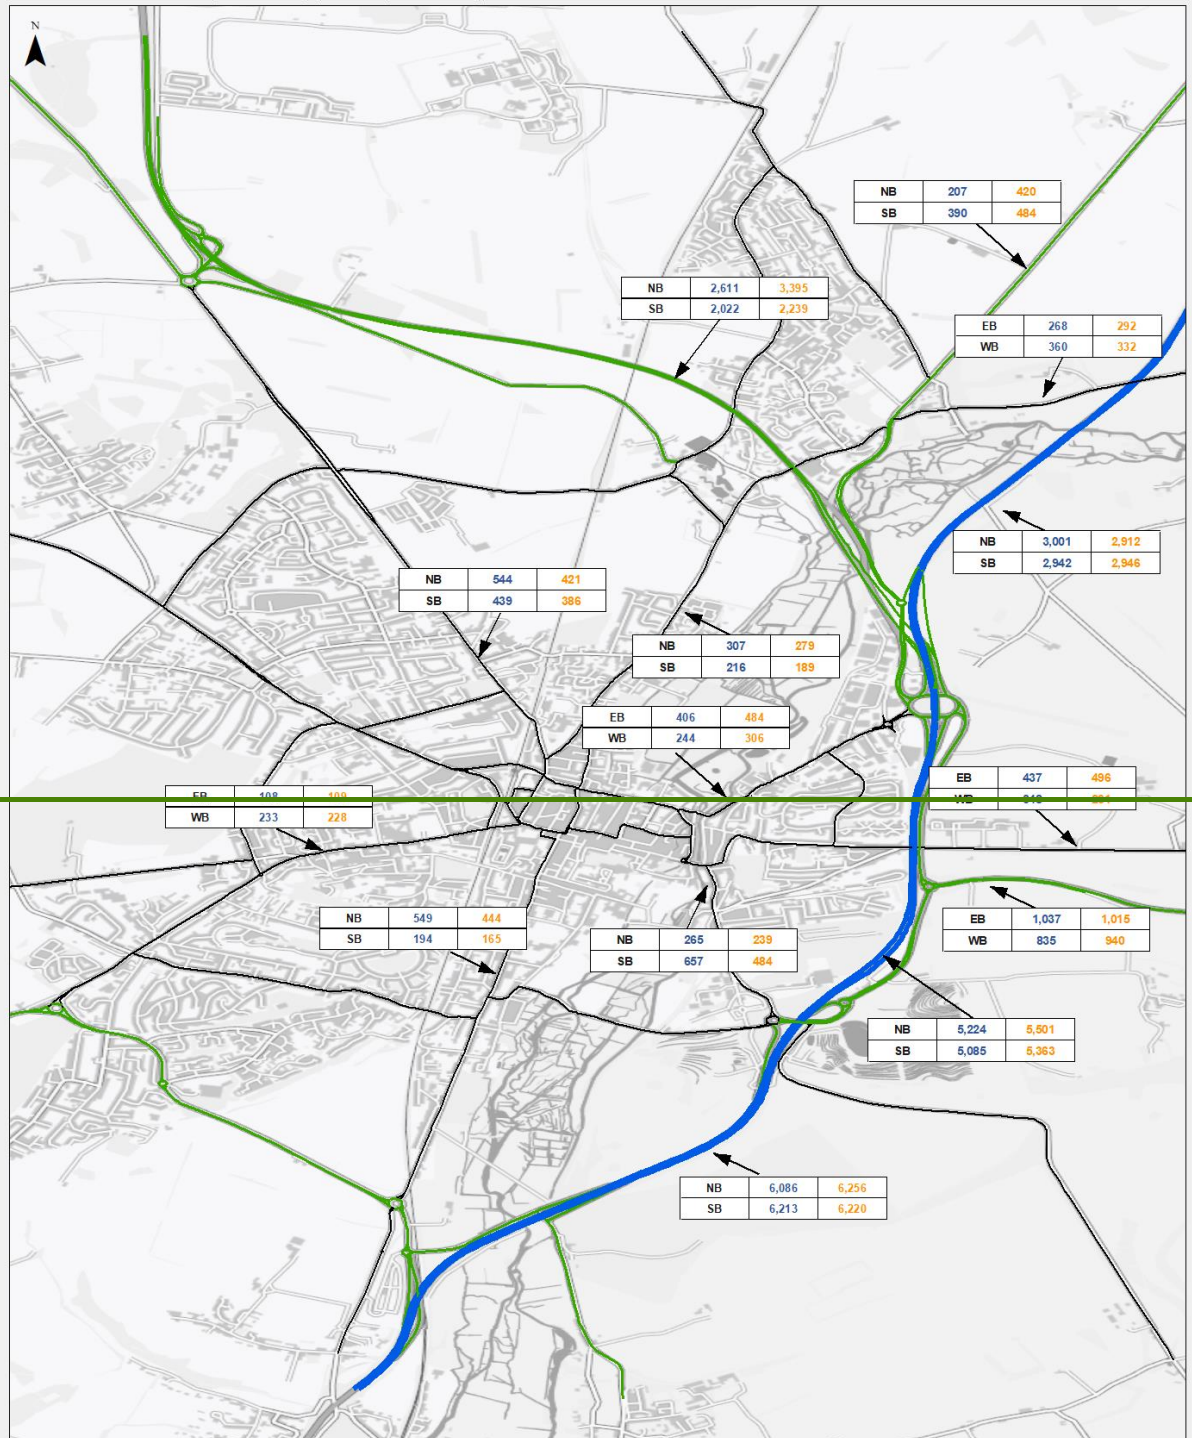 N
NB 207 420
SB 390 484
NB 2,611 3,395
SB 2,022 2,239
EB 268 292
WB 360 332
NB 3,001 2,912
SB 2,942 2,946
NB 544 421
SB 439 386
NB 307 279
SB 216 189
EB 406 484
WB 244 306
EB 437 496
WB
EB 108 109
WB 233 228
NB 549 444
SB 194 165
NB 265 239
SB 657 484
EB 1,037 1,015
WB 835 940
NB 5,224 5,501
SB 5,085 5,363
NB 6,086 6,256
SB 6,213 6,220